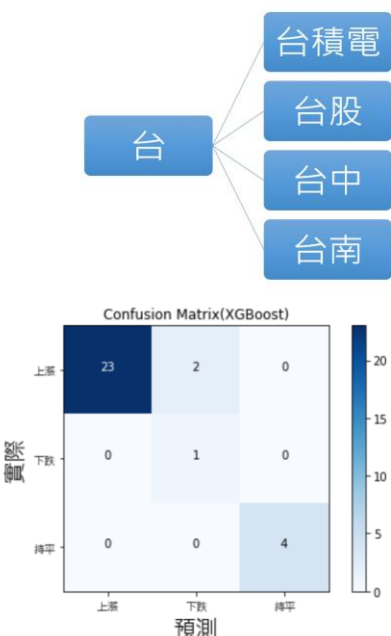 台積電
台股
台
台中
台南
Confusion Matrix(XGBoost)
上漲 23 2 0
下跌 0 1 0
持平 0 0 4
實際
上漲 下跌 持平
預測
20
15
10
5
0